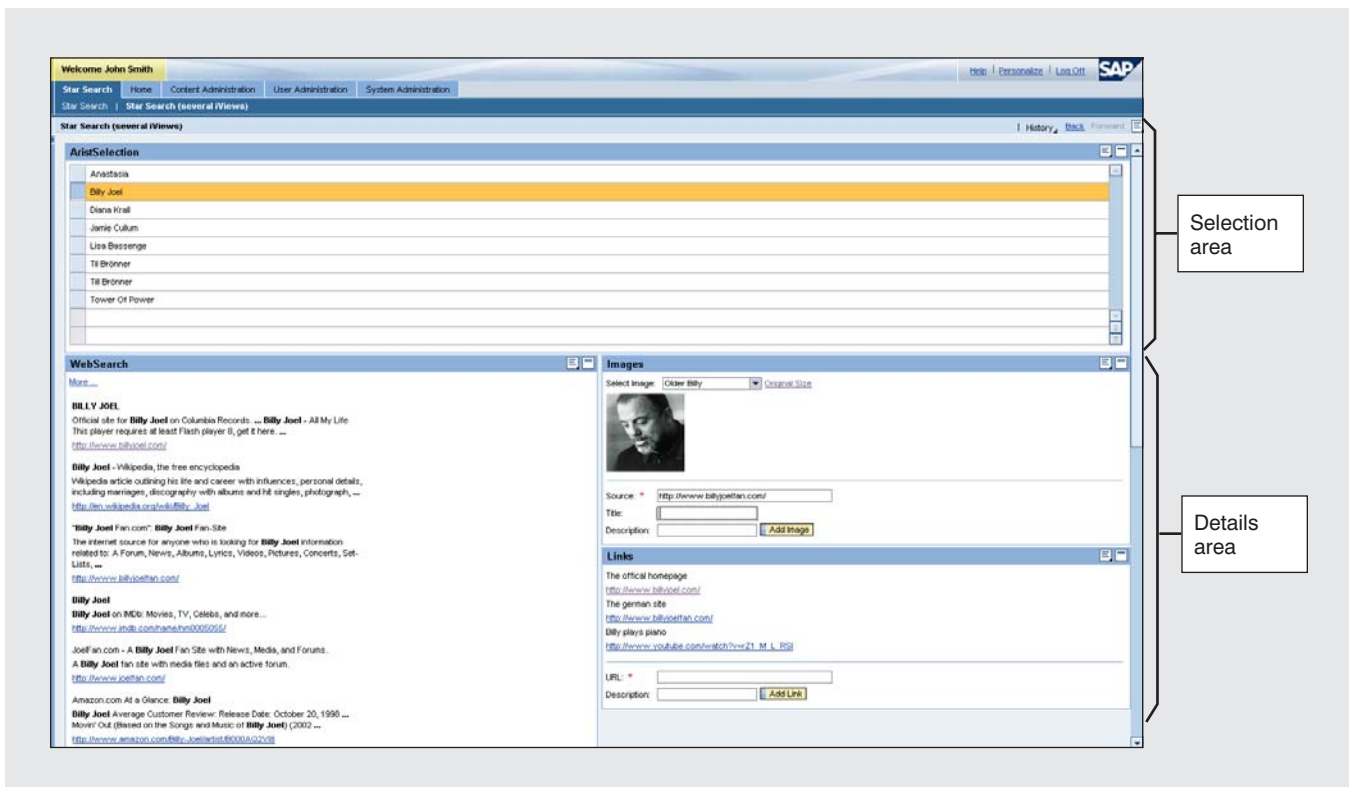 Welcome John Smith
Help | Personalize | Log Off
SAP
Star Search Home Content Administration User Administration System Administration
Star Search | Star Search (several iViews)
Star Search (several iViews)
History Back Forward
AristSelection
Anastasia
Billy Joel
Diana Krall
Jamie Cullum
Lisa Bassenge
Til Brönner
Till Brönner
Tower Of Power
Selection
area
WebSearch
More ...
BILLY JOEL
Official site for Billy Joel on Columbia Records. ... Billy Joel - All My Life
This player requires at least Flash player 8, get it here. ...
http://www.billyjoel.com/
Billy Joel - Wikipedia, the free encyclopedia
Wikipedia article outlining his life and career with influences, personal details,
including marriages, discography with albums and hit singles, photograph, ...
http://en.wikipedia.org/wiki/Billy_Joel
"Billy Joel Fan.com": Billy Joel Fan-Site
The internet source for anyone who is looking for Billy Joel information
related to: A Forum, News, Albums, Lyrics, Videos, Pictures, Concerts, Set-
Lists, ...
http://www.billyjoelfan.com/
Billy Joel
Billy Joel on IMDb: Movies, TV, Celebs, and more...
http://www.imdb.com/name/nm0005055/
JoelFan.com - A Billy Joel Fan Site with News, Media, and Forums.
A Billy Joel fan site with media files and an active forum.
http://www.joelfan.com/
Amazon.com At a Glance: Billy Joel
Billy Joel Average Customer Review: Release Date: October 20, 1998 ...
Movin' Out (Based on the Songs and Music of Billy Joel) (2002 ...
Images
Select Image: Older Billy Original Size
Source: * http://www.billyjoelfan.com/
Title:
Description: Add Image
Links
The offical homepage
http://www.billyjoel.com/
The german site
http://www.billyjoelfan.com/
Billy plays piano
URL: *
Description: Add Link
Details
area